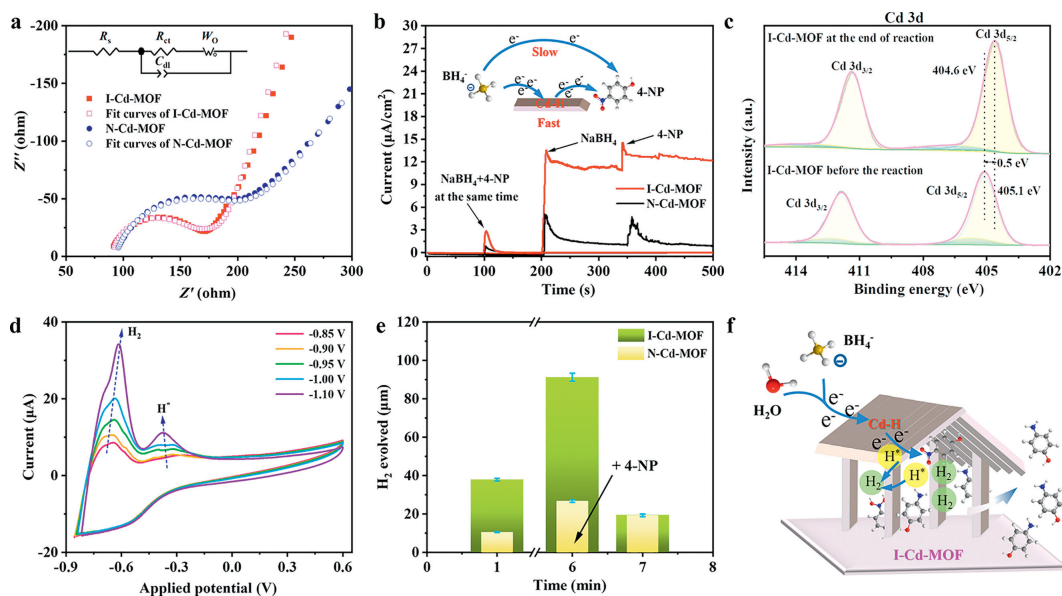 a
-200
-150
-100
-50
0
50
100
150
200
250
300
Z'' (ohm)
Z' (ohm)
Rs
Rct
WO
Cdl
I-Cd-MOF
Fit curves of I-Cd-MOF
N-Cd-MOF
Fit curves of N-Cd-MOF
b
30
27
24
21
18
15
12
9
6
3
0
0
100
200
300
400
500
Current (µA/cm²)
Time (s)
e-
Slow
BH4-
e- e-
e- e-
Cd-H
4-NP
Fast
NaBH4
4-NP
NaBH4+4-NP
at the same time
I-Cd-MOF
N-Cd-MOF
c
Cd 3d
I-Cd-MOF at the end of reaction
Cd 3d5/2
Cd 3d3/2
404.6 eV
0.5 eV
I-Cd-MOF before the reaction
Cd 3d5/2
405.1 eV
Cd 3d3/2
414
411
408
405
402
Intensity (a.u.)
Binding energy (eV)
d
60
40
20
0
-20
-0.9
-0.6
-0.3
0.0
0.3
0.6
Current (µA)
Applied potential (V)
H2
H*
-0.85 V
-0.90 V
-0.95 V
-1.00 V
-1.10 V
e
120
100
80
60
40
20
0
1
6
7
8
H2 evolved (µm)
Time (min)
I-Cd-MOF
N-Cd-MOF
+ 4-NP
f
BH4-
H2O
e-
e-
e-
Cd-H
e-
e-
e-
H*
H2
H*
H2
H2
I-Cd-MOF